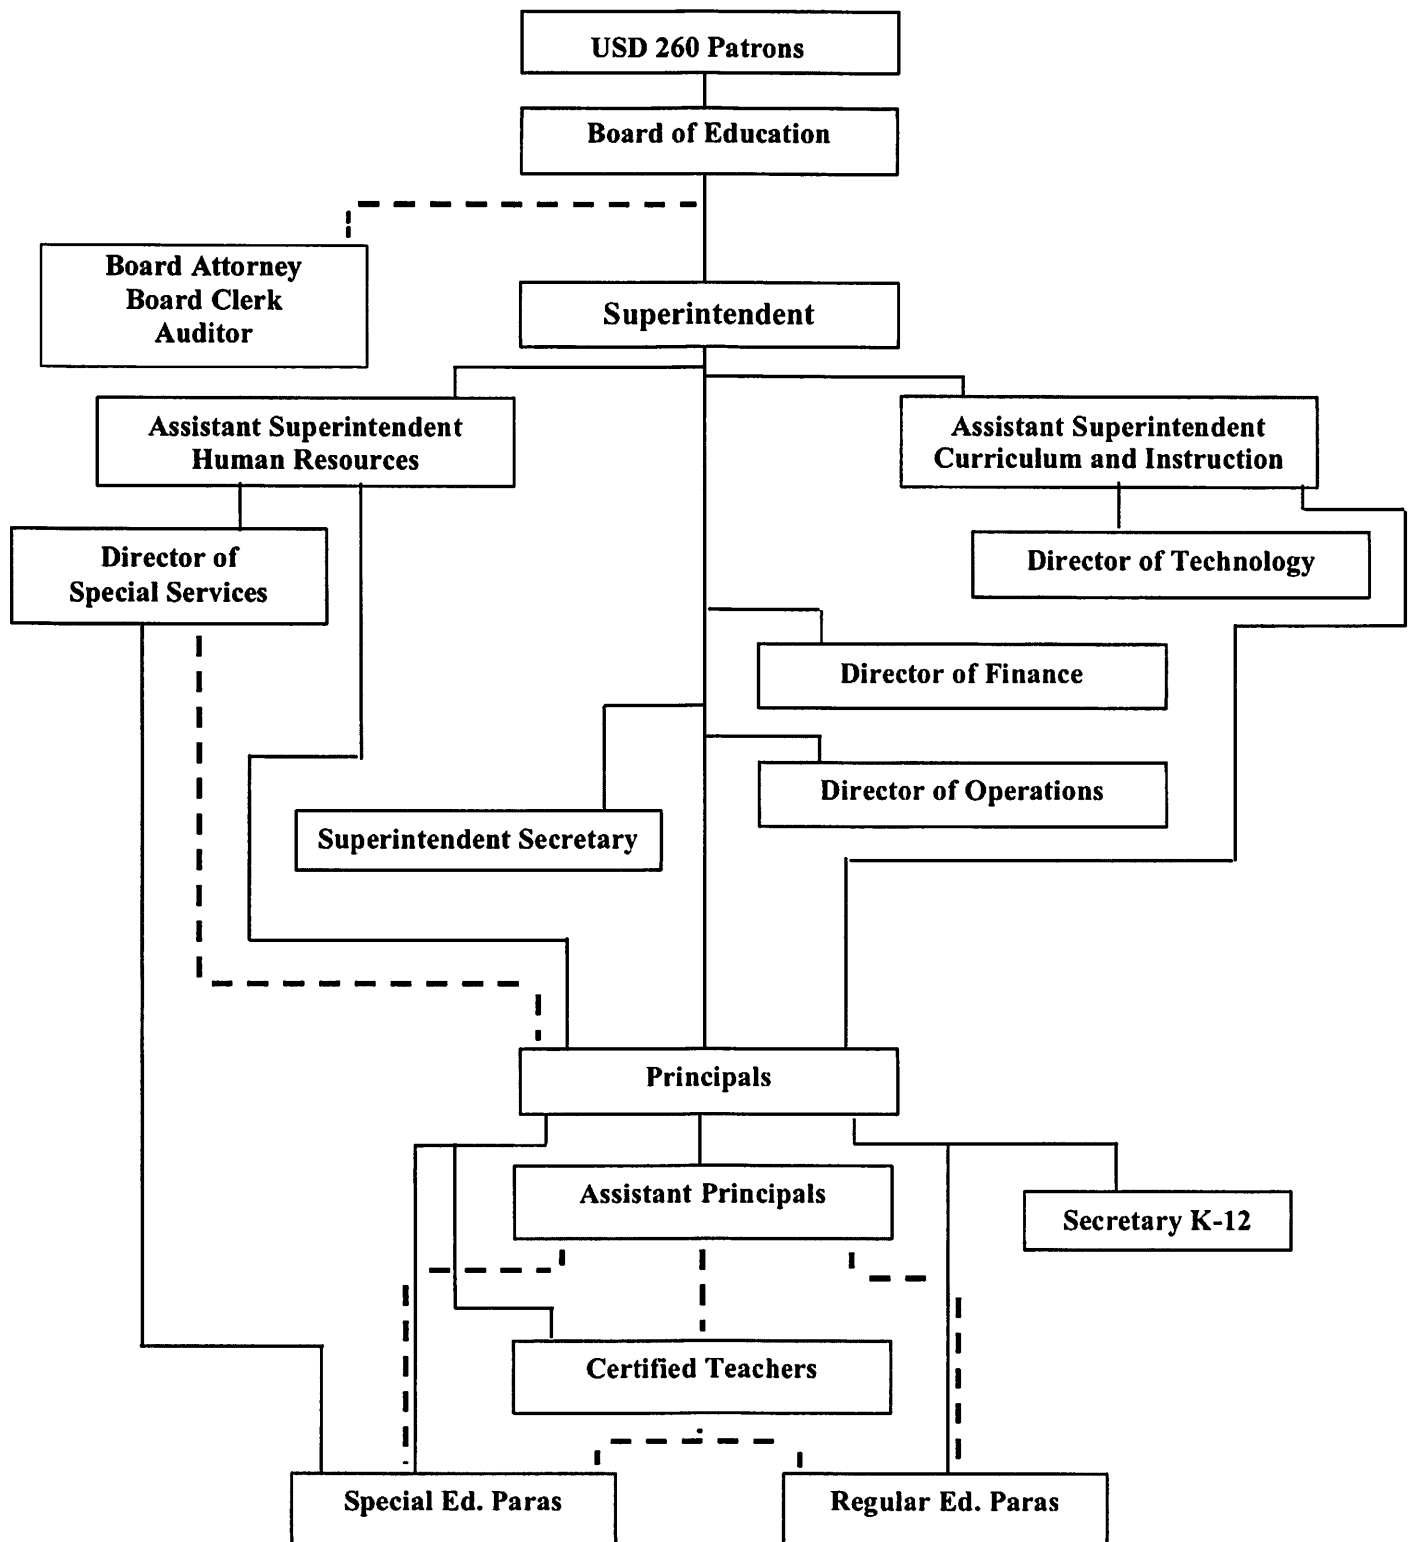 USD 260 Patrons
Board of Education
Board Attorney
Board Clerk
Auditor
Superintendent
Assistant Superintendent
Human Resources
Assistant Superintendent
Curriculum and Instruction
Director of
Special Services
Director of Technology
Director of Finance
Director of Operations
Superintendent Secretary
Principals
Assistant Principals
Secretary K-12
Certified Teachers
Special Ed. Paras
Regular Ed. Paras